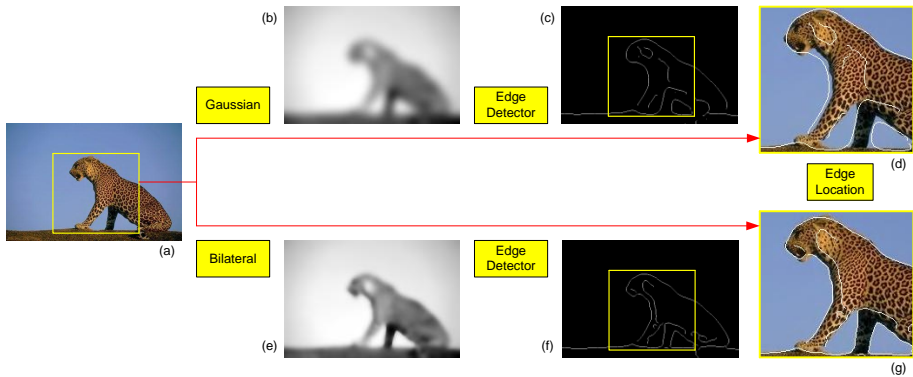 (b)
(c)
Gaussian
Edge
Detector
(d)
Edge
Location
(a)
Bilateral
Edge
Detector
(e)
(f)
(g)